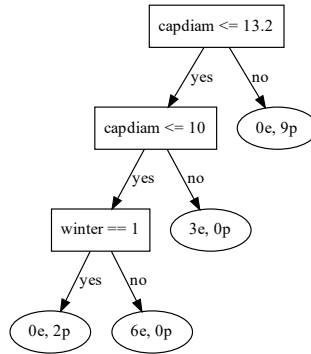 capdiam <= 13.2
yes
no
capdiam <= 10
0e, 9p
yes
no
winter == 1
3e, 0p
yes
no
0e, 2p
6e, 0p